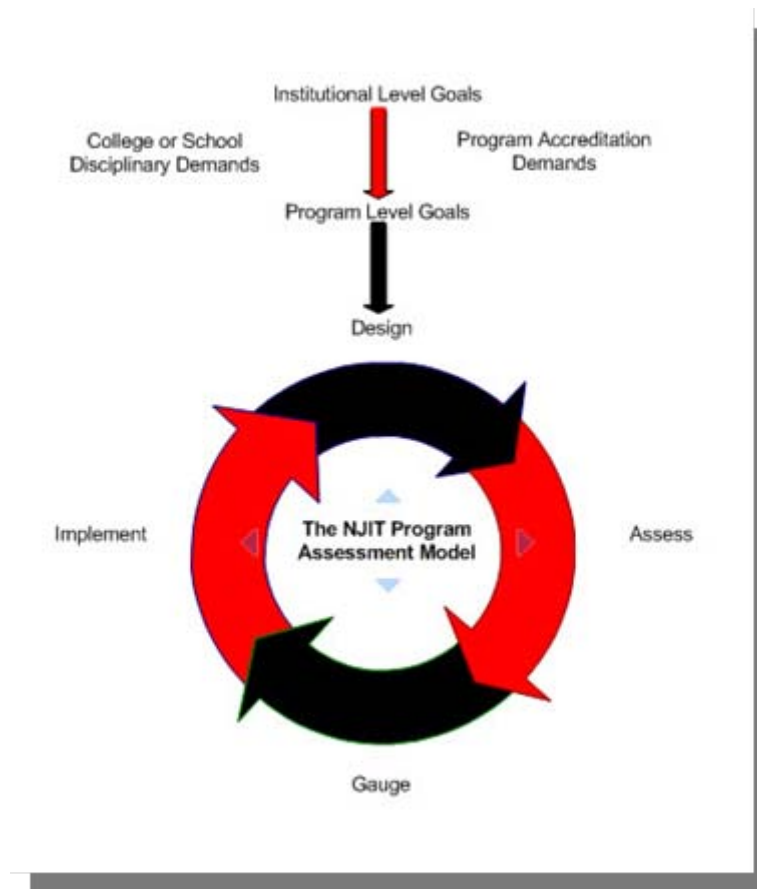 Institutional Level Goals
College or School
Disciplinary Demands
Program Accreditation
Demands
Program Level Goals
Design
Implement
The NJIT Program
Assessment Model
Assess
Gauge